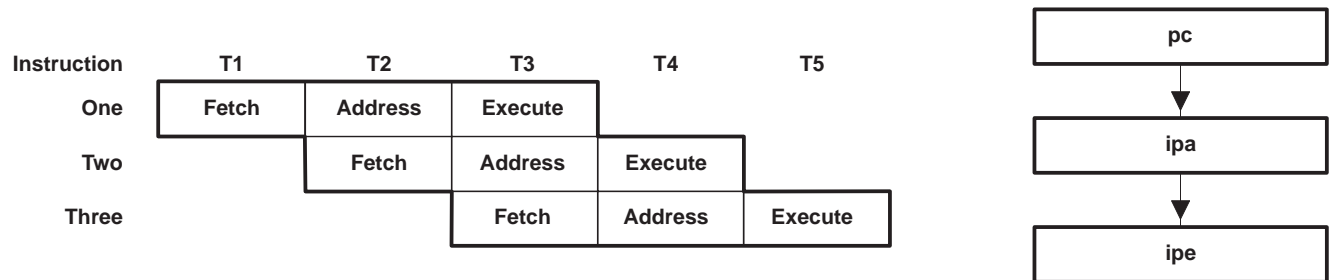 Instruction T1 T2 T3 T4 T5
One Fetch Address Execute
Two Fetch Address Execute
Three Fetch Address Execute
pc
ipa
ipe